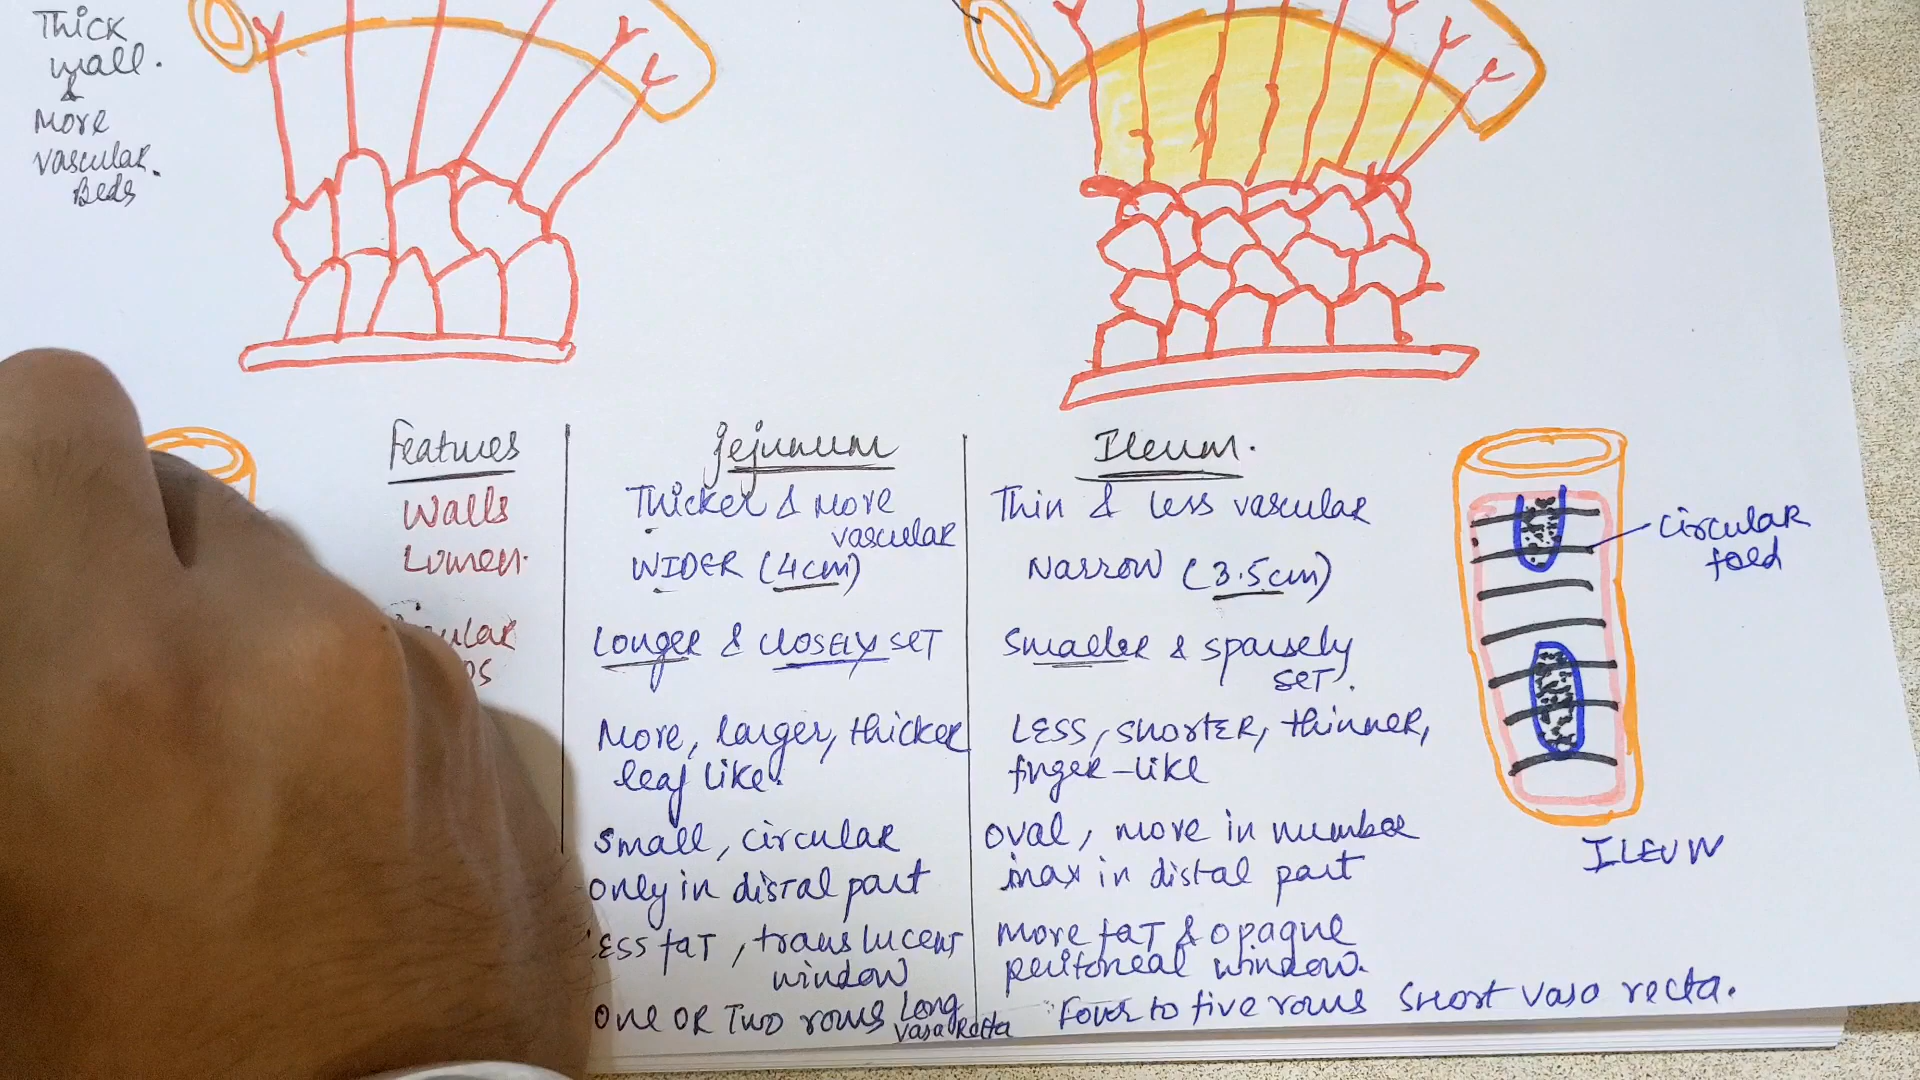 Thick
wall.
&
More
vascular.
Beds
Features
Jejunum
Ileum.
Walls
Thicker & More
vascular
Thin & less vascular
Lumen.
WIDER (4cm)
Narrow (3.5cm)
Circular
fold
Longer & closely SET
Smaller & sparsely
SET.
More, larger, thicker
leaf like.
LESS, shorter, thinner,
finger-like
Small, circular
only in distal part
oval, more in number
max in distal part
ILEUM
ESS fat, translucent
window
More fat & opaque
peritoneal window.
One or Two rows Long
vasa Recta
Four to five rows Short vasa recta.